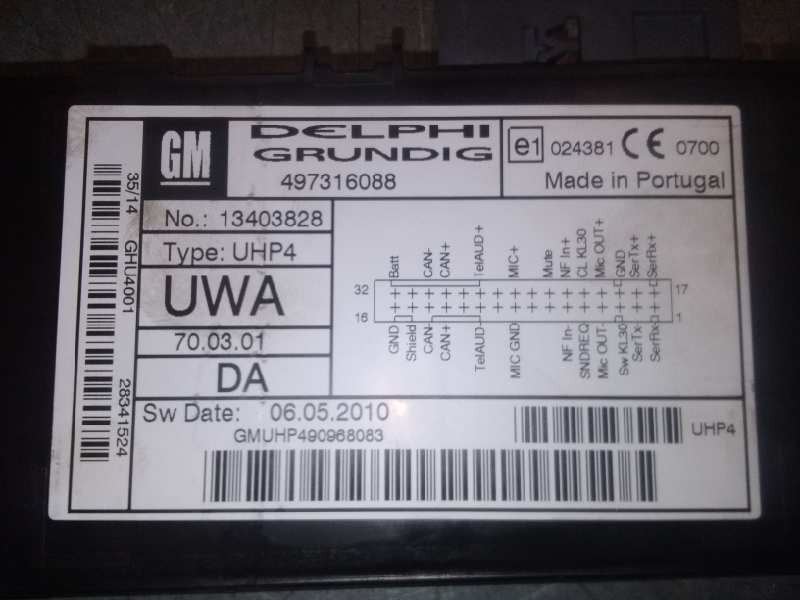 GM
DELPHI
GRUNDIG
497316088
e1 024381 CE 0700
Made in Portugal
35/14 GHU4001 28341524
No.: 13403828
Type: UHP4
UWA
70.03.01
DA
Batt CAN- CAN+ TelAUD+ MIC+ Mute NF In+ CL KL30 Mic OUT+ GND SerTx+ SerRx+
32 17
16 1
GND Shield CAN- CAN+ TelAUD- MIC GND NF In- SNDREQ Mic OUT- Sw KL30 SerTx- SerRx-
Sw Date: 06.05.2010
GMUHP490968083
UHP4